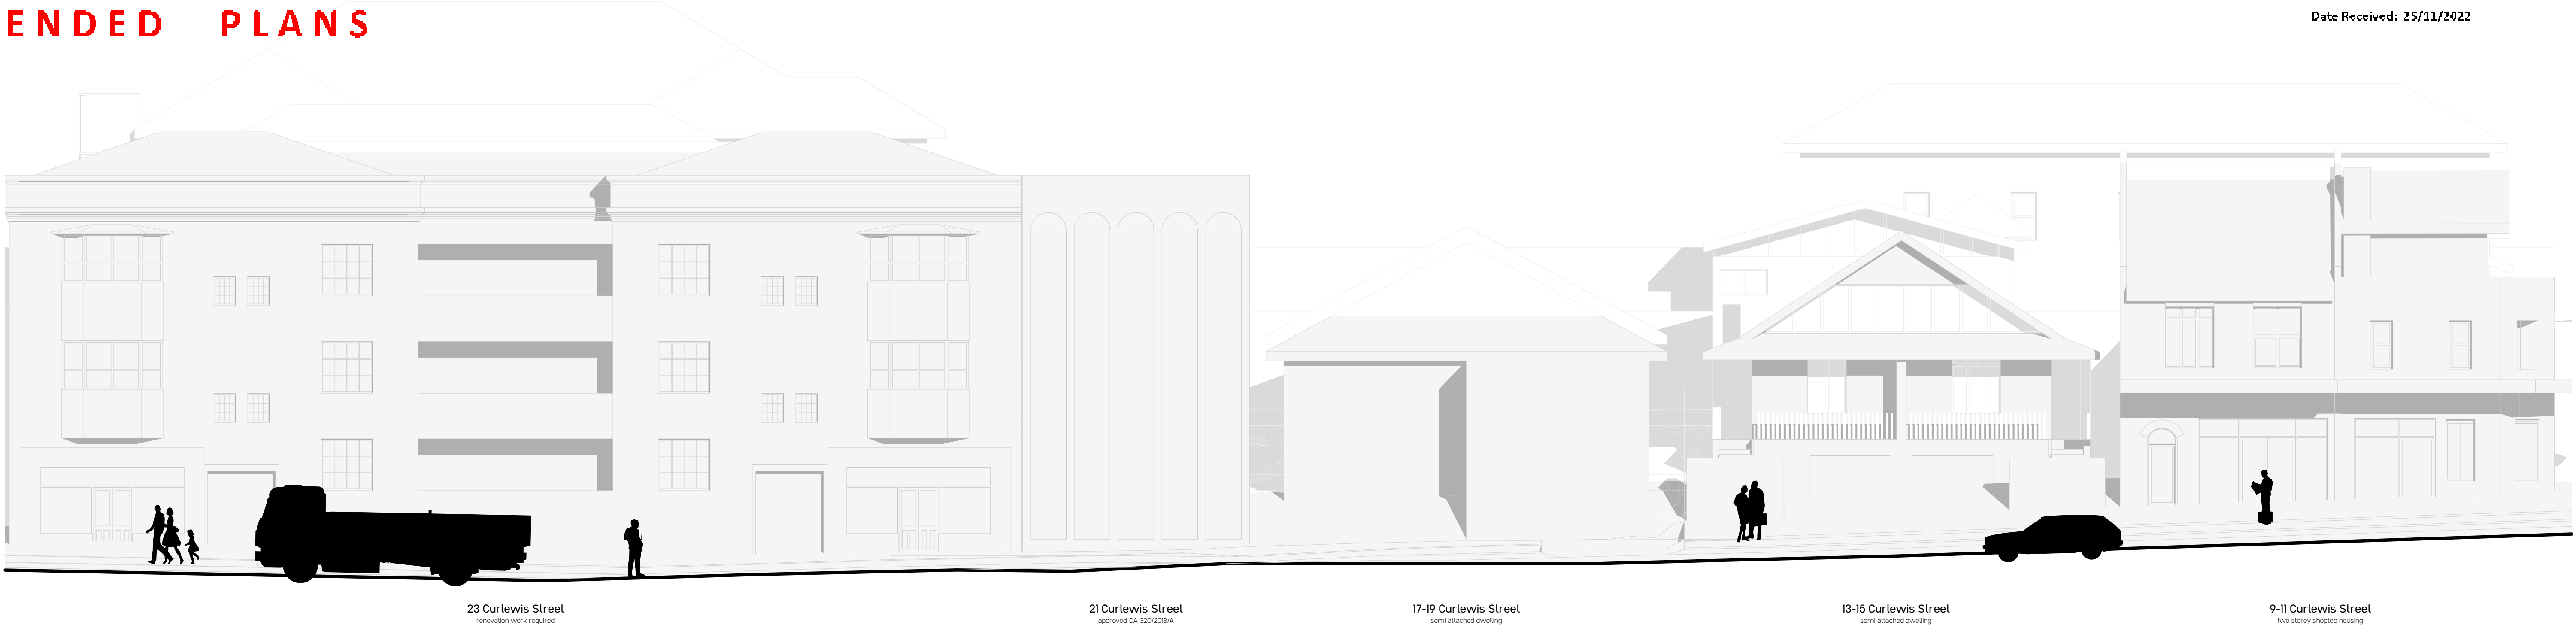 ENDED PLANS
Date Received: 25/11/2022
23 Curlewis Street
renovation work required
21 Curlewis Street
approved DA-320/2018/A
17-19 Curlewis Street
semi attached dwelling
13-15 Curlewis Street
semi attached dwelling
9-11 Curlewis Street
two storey shoptop housing